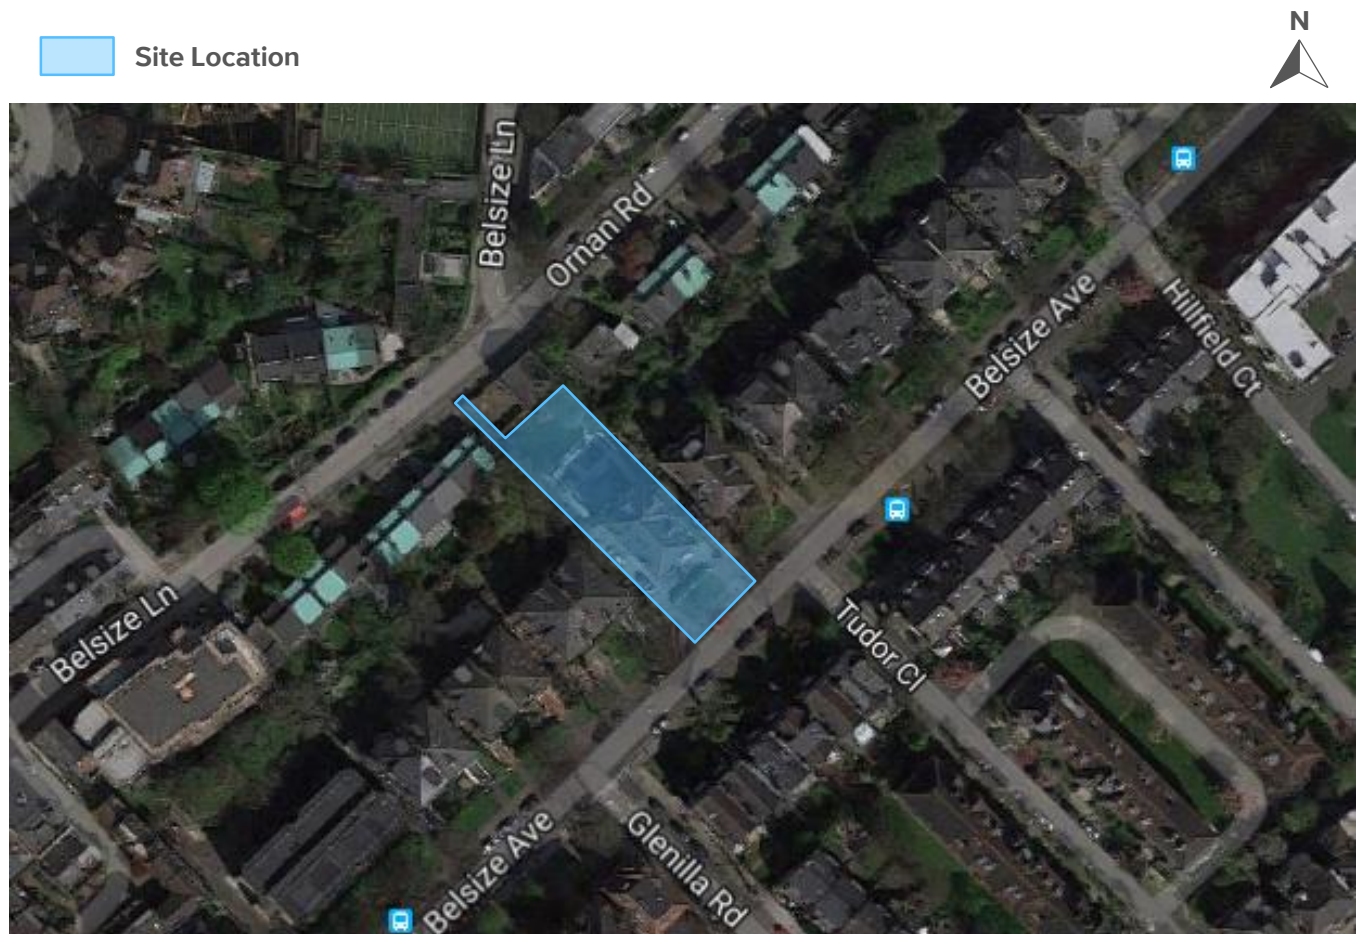 N
Site Location
Belsize Ln
Ornan Rd
Belsize Ave
Hillfield Ct
Tudor Cl
Belsize Ln
Belsize Ave
Glenilla Rd